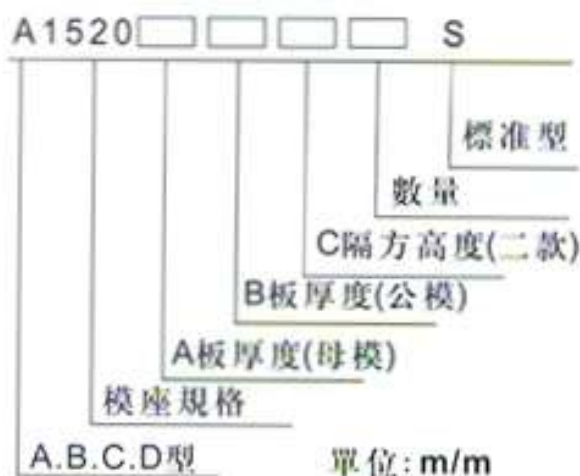 A1520□ □ □ □ S
標准型
數量
C隔方高度(二款)
B板厚度(公模)
A板厚度(母模)
模座規格
A.B.C.D型 單位:m/m